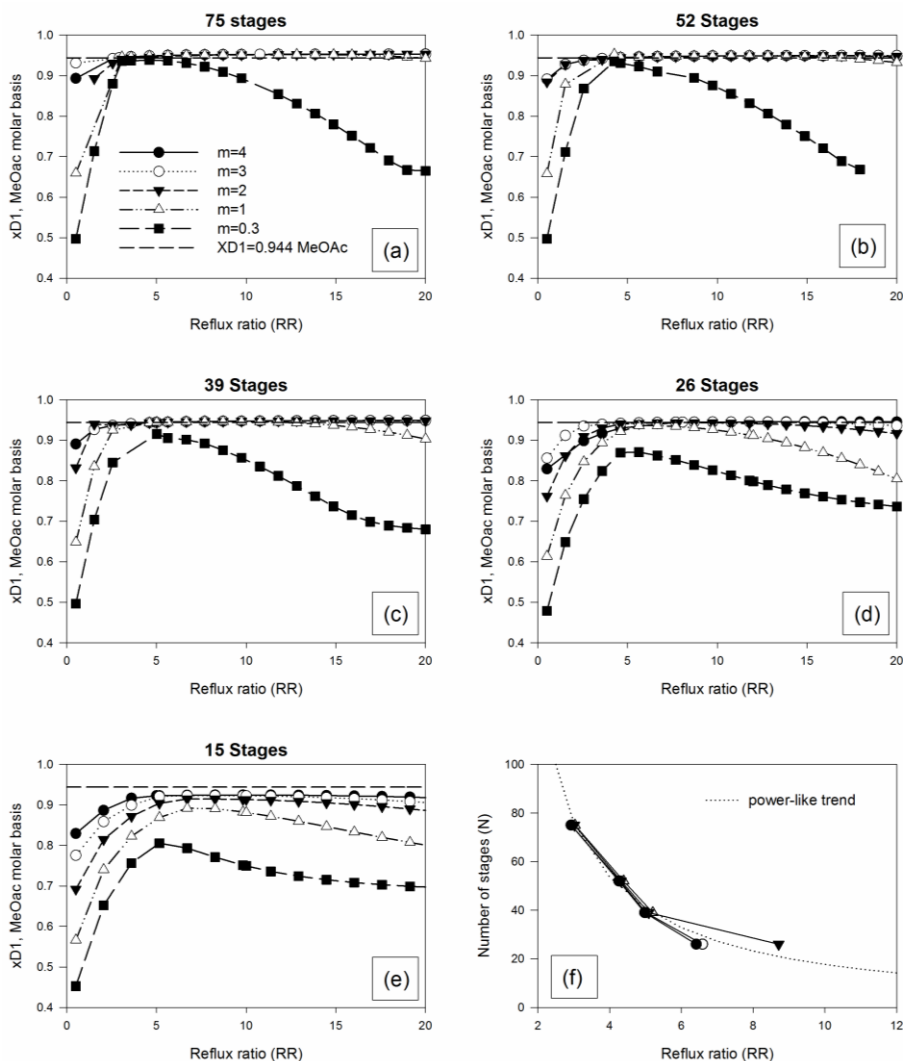 75 stages
1.0
0.9
0.8
0.7
0.6
0.5
0.4
xD1, MeOac molar basis
m=4
m=3
m=2
m=1
m=0.3
XD1=0.944 MeOAc
(a)
0 5 10 15 20
Reflux ratio (RR)
52 stages
1.0
0.9
0.8
0.7
0.6
0.5
0.4
xD1, MeOac molar basis
(b)
0 5 10 15 20
Reflux ratio (RR)
39 Stages
1.0
0.9
0.8
0.7
0.6
0.5
0.4
xD1, MeOAc molar basis
(c)
0 5 10 15 20
Reflux ratio (RR)
26 Stages
1.0
0.9
0.8
0.7
0.6
0.5
0.4
xD1, MeOAc molar basis
(d)
0 5 10 15 20
Reflux ratio (RR)
15 Stages
1.0
0.9
0.8
0.7
0.6
0.5
0.4
xD1, MeOAc molar basis
(e)
0 5 10 15 20
Reflux ratio (RR)
100
80
60
40
20
0
Number of stages (N)
power-like trend
(f)
2 4 6 8 10 12
Reflux ratio (RR)